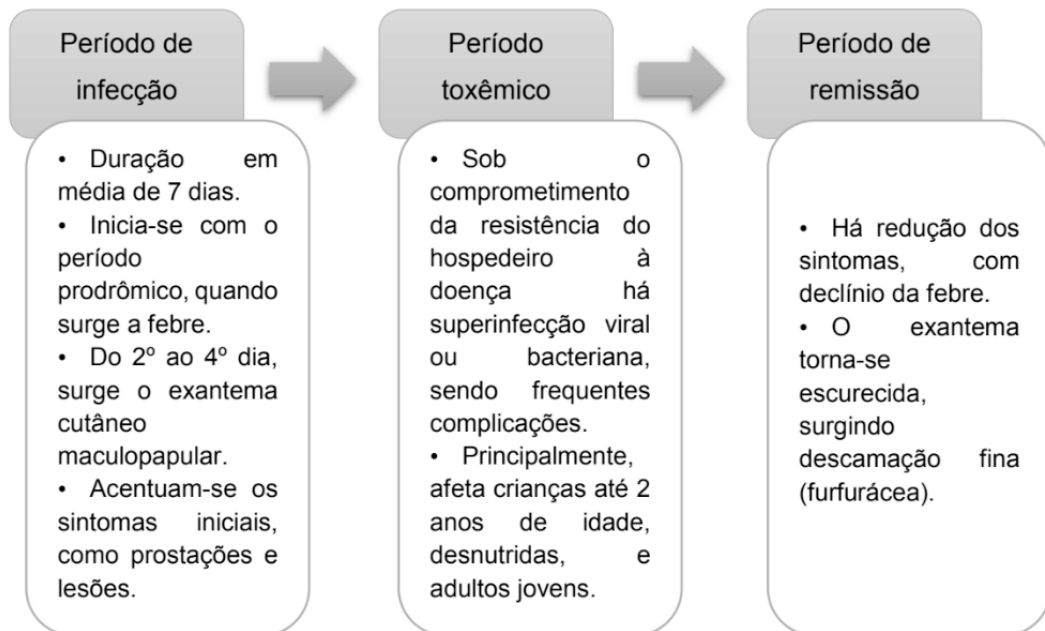 Período de
infecção
• Duração em
média de 7 dias.
• Inicia-se com o
período
prodrômico, quando
surge a febre.
• Do 2º ao 4º dia,
surge o exantema
cutâneo
maculopapular.
• Acentuam-se os
sintomas iniciais,
como prostações e
lesões.
Período
toxêmico
• Sob o
comprometimento
da resistência do
hospedeiro à
doença há
superinfecção viral
ou bacteriana,
sendo frequentes
complicações.
• Principalmente,
afeta crianças até 2
anos de idade,
desnutridas, e
adultos jovens.
Período de
remissão
• Há redução dos
sintomas, com
declínio da febre.
• O exantema
torna-se
escurecida,
surgindo
descamação fina
(furfurácea).